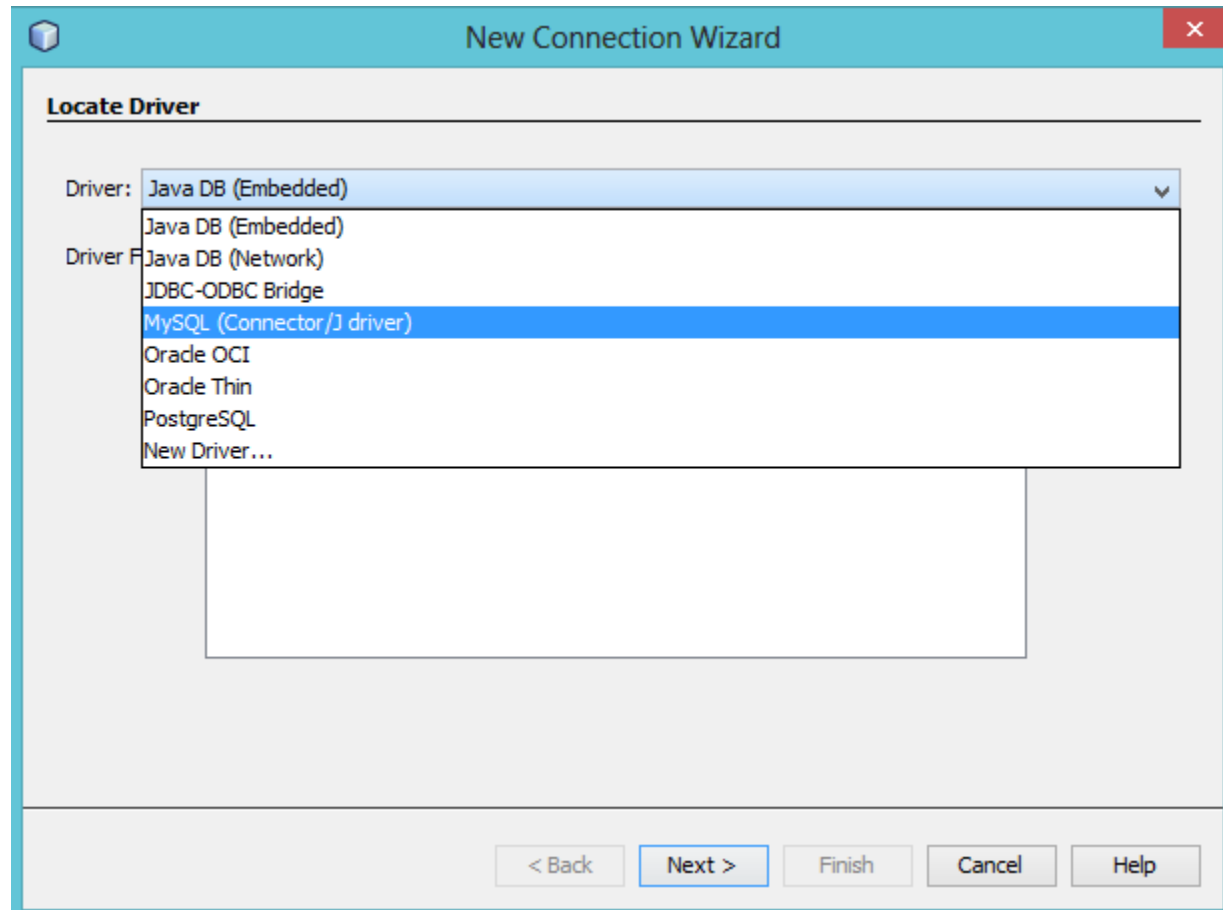 New Connection Wizard
Locate Driver
Driver: Java DB (Embedded)
Java DB (Embedded)
Driver F
Java DB (Network)
JDBC-ODBC Bridge
MySQL (Connector/J driver)
Oracle OCI
Oracle Thin
PostgreSQL
New Driver...
< Back Next > Finish Cancel Help